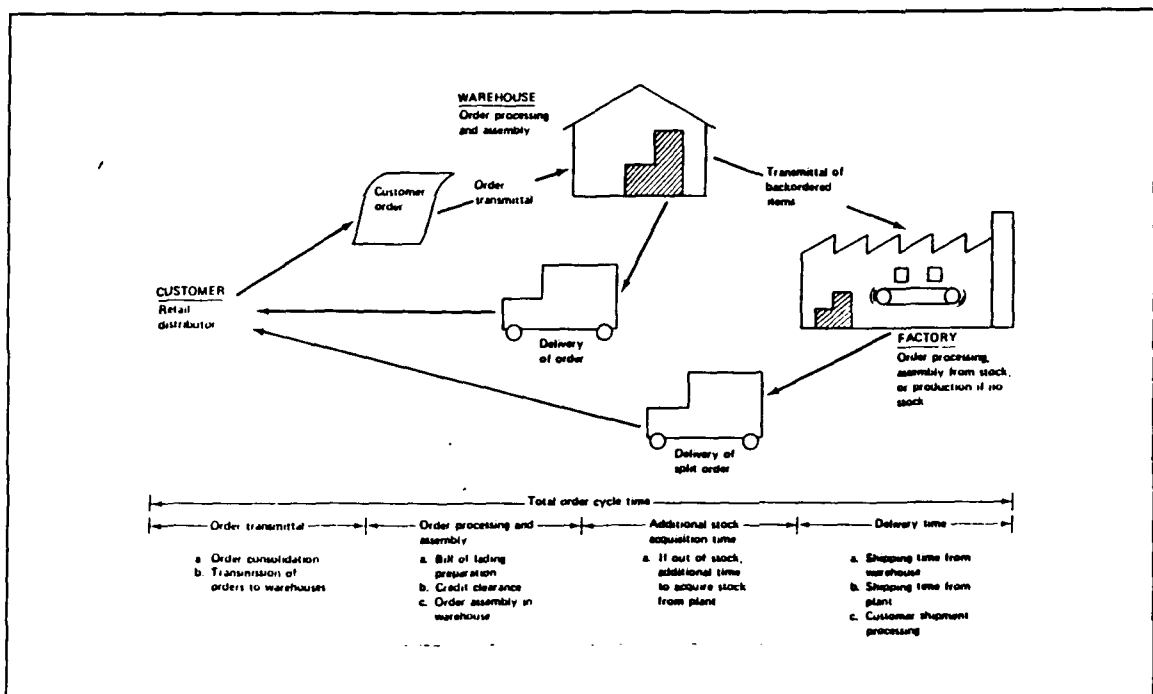 WAREHOUSE
Order processing
and assembly
Customer
order
Order
transmittal
Transmittal of
backordered
items
CUSTOMER
Retail
distributor
Delivery
of order
FACTORY
Order processing,
assembly from stock,
or production if no
stock
Delivery of
split order
Total order cycle time
Order transmittal
a. Order consolidation
b. Transmission of
orders to warehouses
Order processing and
assembly
a. Bill of lading
preparation
b. Credit clearance
c. Order assembly in
warehouse
Additional stock
acquisition time
a. If out of stock,
additional time
to acquire stock
from plant
Delivery time
a. Shipping time from
warehouse
b. Shipping time from
plant
c. Customer shipment
processing